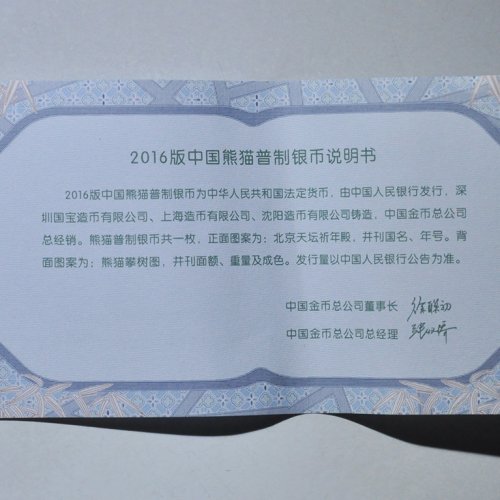 2016版中国熊猫普制银币说明书
2016版中国熊猫普制银币为中华人民共和国法定货币，由中国人民银行发行，深
圳国宝造币有限公司、上海造币有限公司、沈阳造币有限公司铸造，中国金币总公司
总经销。熊猫普制银币共一枚，正面图案为：北京天坛祈年殿，并刊国名、年号。背
面图案为：熊猫攀树图，并刊面额、重量及成色。发行量以中国人民银行公告为准。
中国金币总公司董事长
中国金币总公司总经理